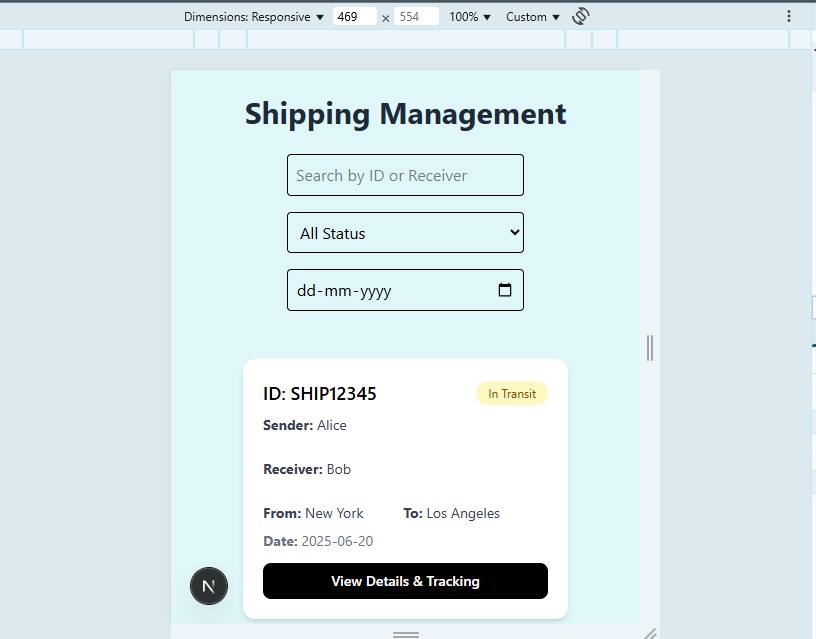 Dimensions: Responsive ▼ 469 × 554 100% ▼ Custom ▼
Shipping Management
Search by ID or Receiver
All Status
dd-mm-yyyy
ID: SHIP12345 In Transit
Sender: Alice
Receiver: Bob
From: New York To: Los Angeles
Date: 2025-06-20
View Details & Tracking
N